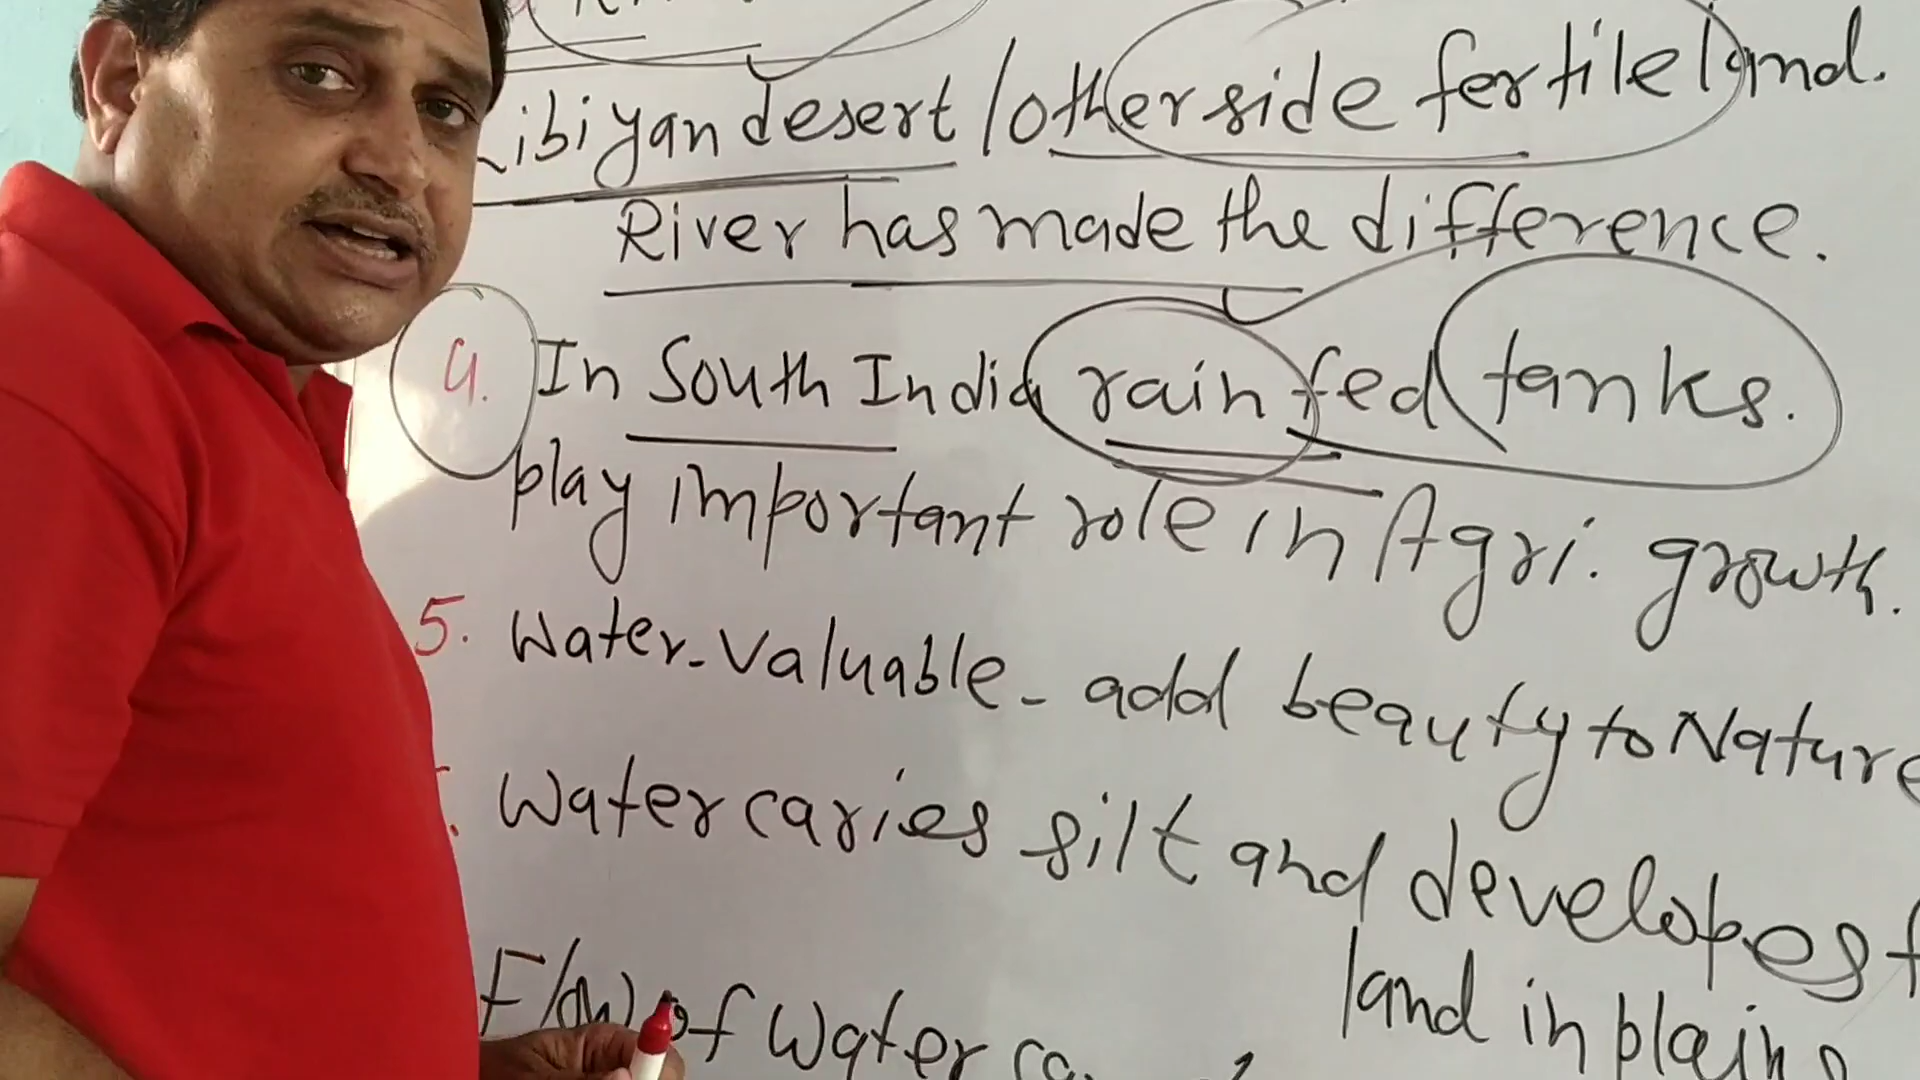 Libiyan desert / other side fertile land.
River has made the difference.
4. In South India rain fed tanks.
play important role in Agri. growth.
5. Water - Valuable - add beauty to Nature
Water caries silt and developes
land in plains
Flow of Water